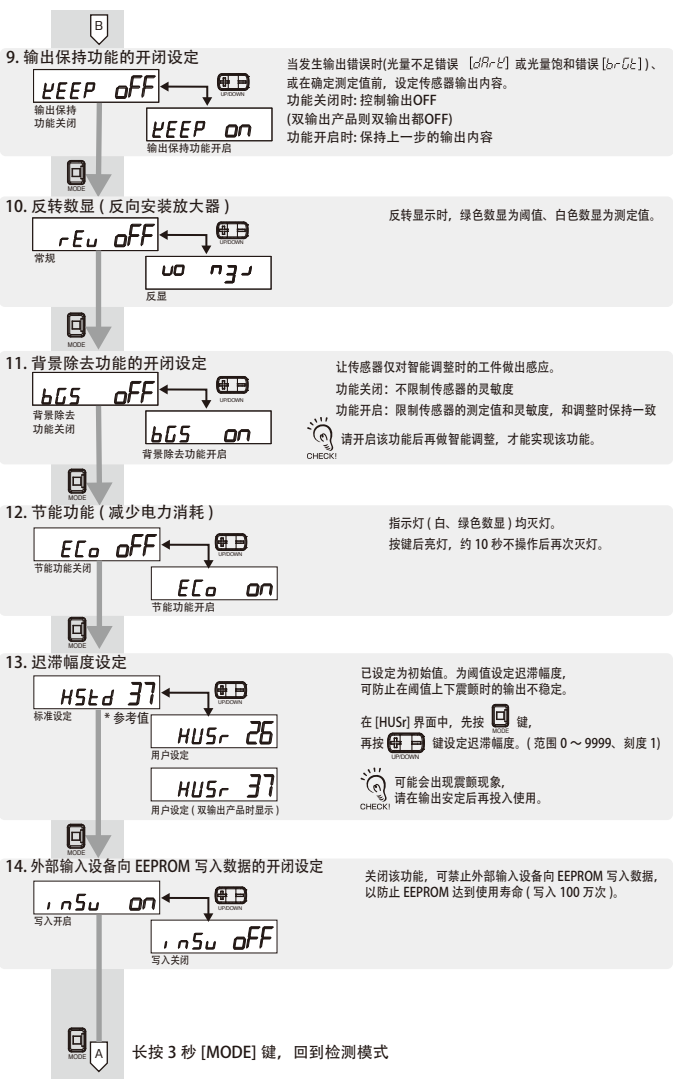 B
9. 输出保持功能的开闭设定
KEEP oFF
UP/DOWN
输出保持
功能关闭
KEEP on
输出保持功能开启
当发生输出错误时(光量不足错误 [dArK] 或光量饱和错误 [brGt])、
或在确定测定值前，设定传感器输出内容。
功能关闭时: 控制输出OFF
(双输出产品则双输出都OFF)
功能开启时: 保持上一步的输出内容
MODE
10. 反转数显 ( 反向安装放大器 )
rEv oFF
UP/DOWN
常规
rEv on
反显
反转显示时，绿色数显为阈值、白色数显为测定值。
MODE
11. 背景除去功能的开闭设定
bGS oFF
UP/DOWN
背景除去
功能关闭
bGS on
背景除去功能开启
让传感器仅对智能调整时的工件做出感应。
功能关闭：不限制传感器的灵敏度
功能开启：限制传感器的测定值和灵敏度，和调整时保持一致
请开启该功能后再做智能调整，才能实现该功能。
CHECK!
MODE
12. 节能功能 ( 减少电力消耗 )
ECo oFF
UP/DOWN
节能功能关闭
ECo on
节能功能开启
指示灯 ( 白、绿色数显 ) 均灭灯。
按键后亮灯，约 10 秒不操作后再次灭灯。
MODE
13. 迟滞幅度设定
HStd 37
UP/DOWN
标准设定
* 参考值
HUSr 26
用户设定
HUSr 37
用户设定 ( 双输出产品时显示 )
已设定为初始值。为阈值设定迟滞幅度，
可防止在阈值上下震颤时的输出不稳定。
在 [HUSr] 界面中，先按 MODE 键，
再按 UP/DOWN 键设定迟滞幅度。( 范围 0 ～ 9999、刻度 1)
可能会出现震颤现象，
请在输出安定后再投入使用。
CHECK!
MODE
14. 外部输入设备向 EEPROM 写入数据的开闭设定
inSv on
UP/DOWN
写入开启
inSv oFF
写入关闭
关闭该功能，可禁止外部输入设备向 EEPROM 写入数据，
以防止 EEPROM 达到使用寿命 ( 写入 100 万次 )。
MODE
A
长按 3 秒 [MODE] 键，回到检测模式